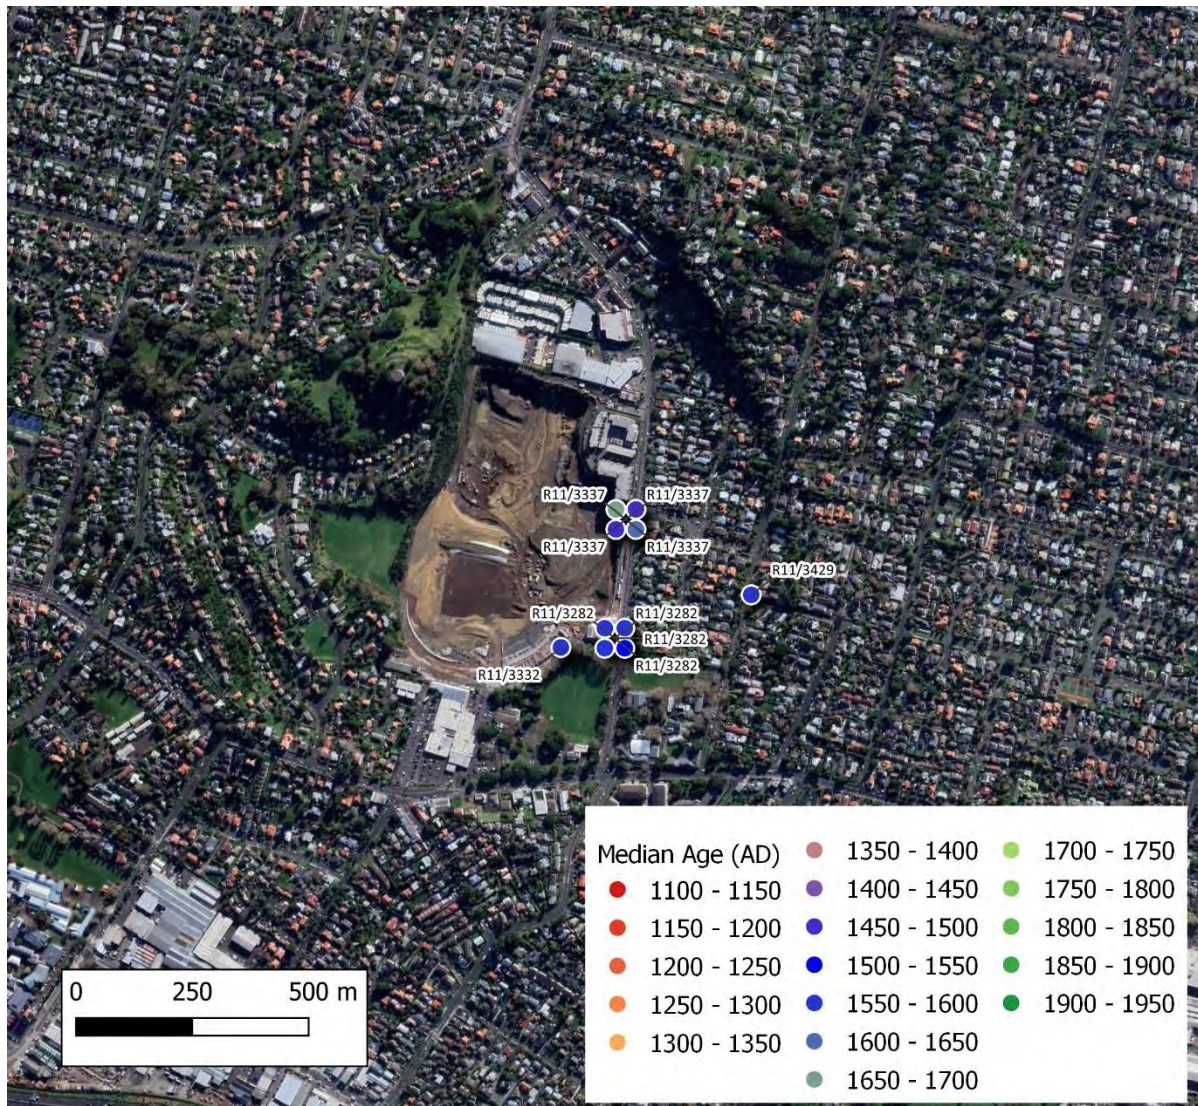 R11/3337 R11/3337
R11/3337 R11/3337
R11/3429
R11/3282 R11/3282
R11/3282
R11/3332 R11/3282
0 250 500 m
Median Age (AD)
1100 - 1150
1150 - 1200
1200 - 1250
1250 - 1300
1300 - 1350
1350 - 1400
1400 - 1450
1450 - 1500
1500 - 1550
1550 - 1600
1600 - 1650
1650 - 1700
1700 - 1750
1750 - 1800
1800 - 1850
1850 - 1900
1900 - 1950